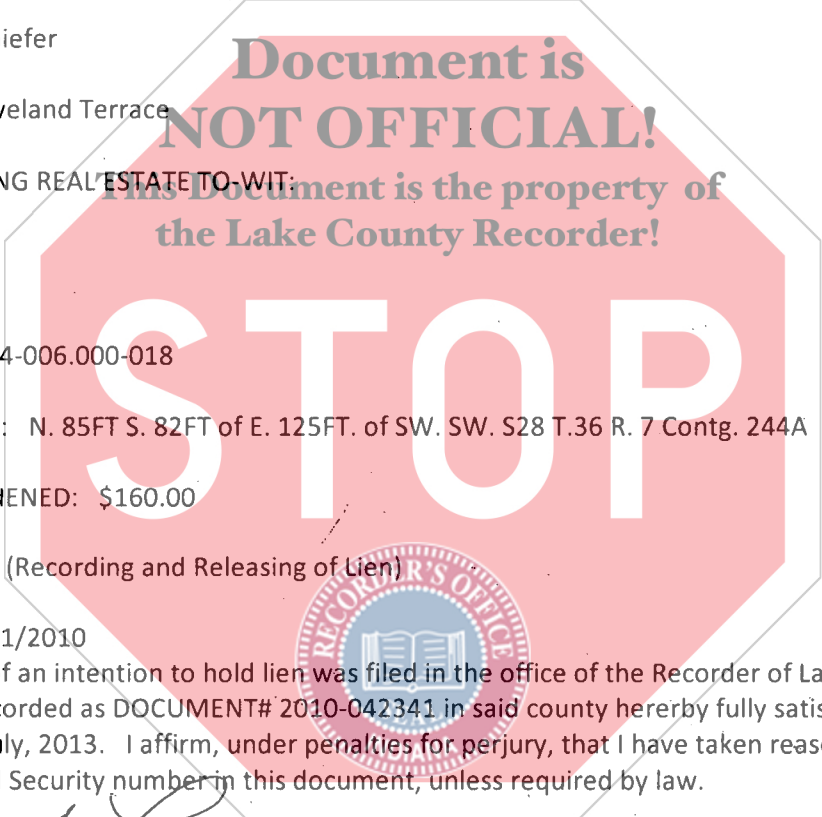 iefer
Document is
veland Terrace
NOT OFFICIAL!
NG REAL ESTATE TO-WIT:
This Document is the property of
the Lake County Recorder!
STOP
4-006.000-018
: N. 85FT S. 82FT of E. 125FT. of SW. SW. S28 T.36 R. 7 Contg. 244A
ENED: $160.00
(Recording and Releasing of Lien)
RECORDER'S OFFICE
1/2010
f an intention to hold lien was filed in the office of the Recorder of La
corded as DOCUMENT# 2010-042341 in said county hererby fully satis
ly, 2013. I affirm, under penalties for perjury, that I have taken reas
Security number in this document, unless required by law.